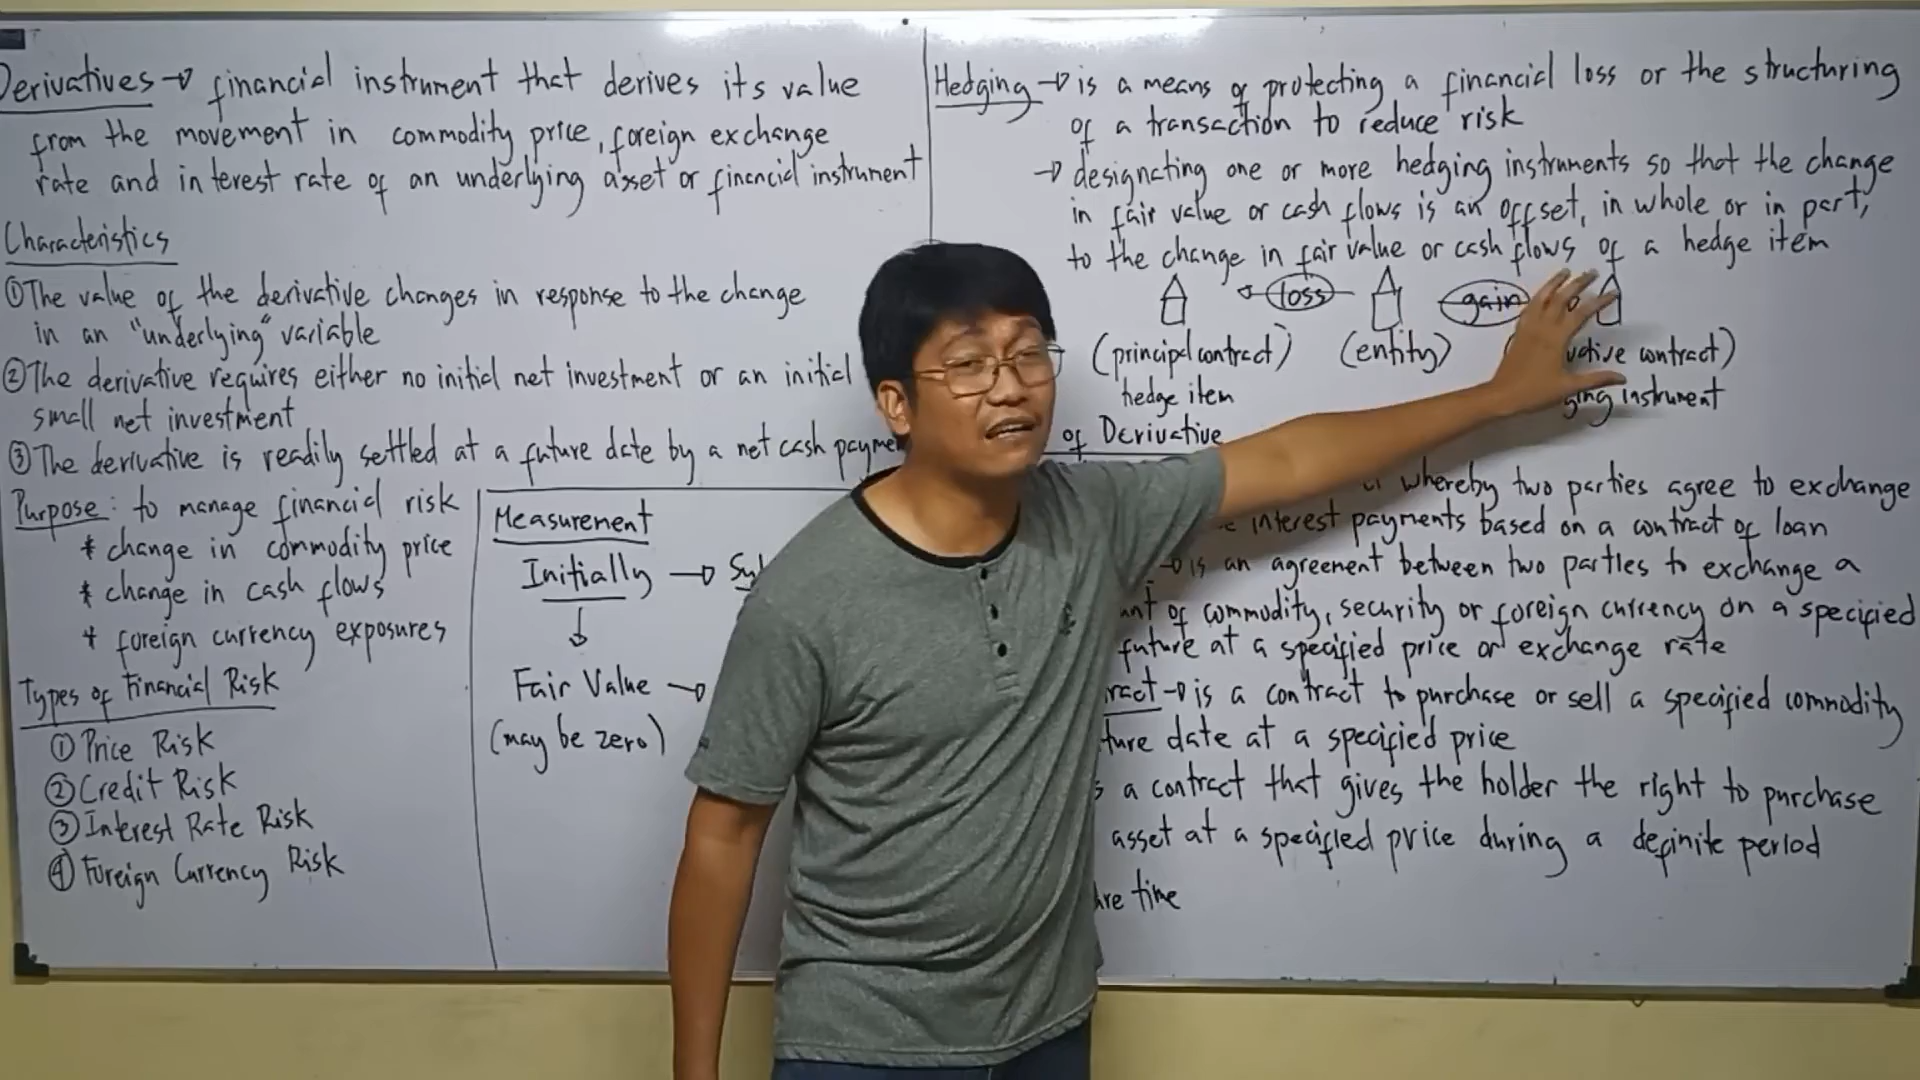 Derivatives → financial instrument that derives its value
from the movement in commodity price, foreign exchange
rate and interest rate of an underlying asset or financial instrument
Characteristics
① The value of the derivative changes in response to the change
in an "underlying" variable
② The derivative requires either no initial net investment or an initial
small net investment
③ The derivative is readily settled at a future date by a net cash
Purpose: to manage financial risk
* change in commodity price
* change in cash flows
* foreign currency exposures
Types of Financial Risk
① Price Risk
② Credit Risk
③ Interest Rate Risk
④ Foreign Currency Risk
Measurement
Initially →
↓
Fair Value →
(may be zero)
Hedging → is a means of protecting a financial loss or the structuring
of a transaction to reduce risk
→ designating one or more hedging instruments so that the change
in fair value or cash flows is an offset, in whole or in part,
to the change in fair value or cash flows of a hedge item
loss gain
(principal contract) (entity) contract)
hedge item instrument
of Derivative
whereby two parties agree to exchange
interest payments based on a contract of loan
→ is an agreement between two parties to exchange a
of commodity, security or foreign currency on a specified
future at a specified price or exchange rate
→ is a contract to purchase or sell a specified commodity
date at a specified price
a contract that gives the holder the right to purchase
asset at a specified price during a definite period
time